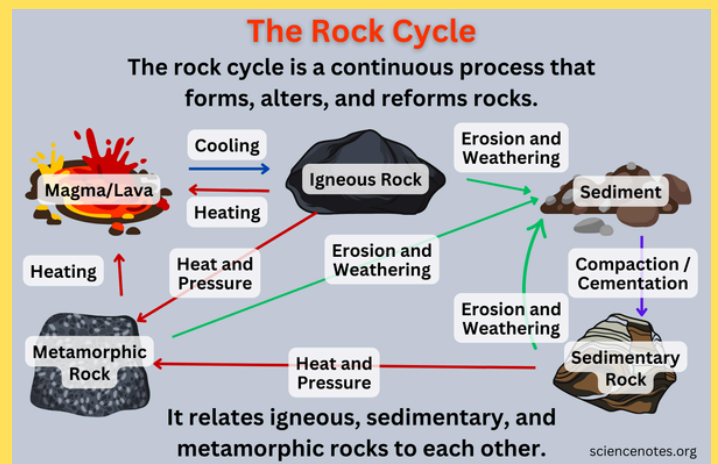 The Rock Cycle
The rock cycle is a continuous process that
forms, alters, and reforms rocks.
Cooling
Magma/Lava
Heating
Igneous Rock
Erosion and
Weathering
Sediment
Heating
Heat and
Pressure
Erosion and
Weathering
Compaction /
Cementation
Erosion and
Weathering
Metamorphic
Rock
Heat and
Pressure
Sedimentary
Rock
It relates igneous, sedimentary, and
metamorphic rocks to each other.
sciencenotes.org